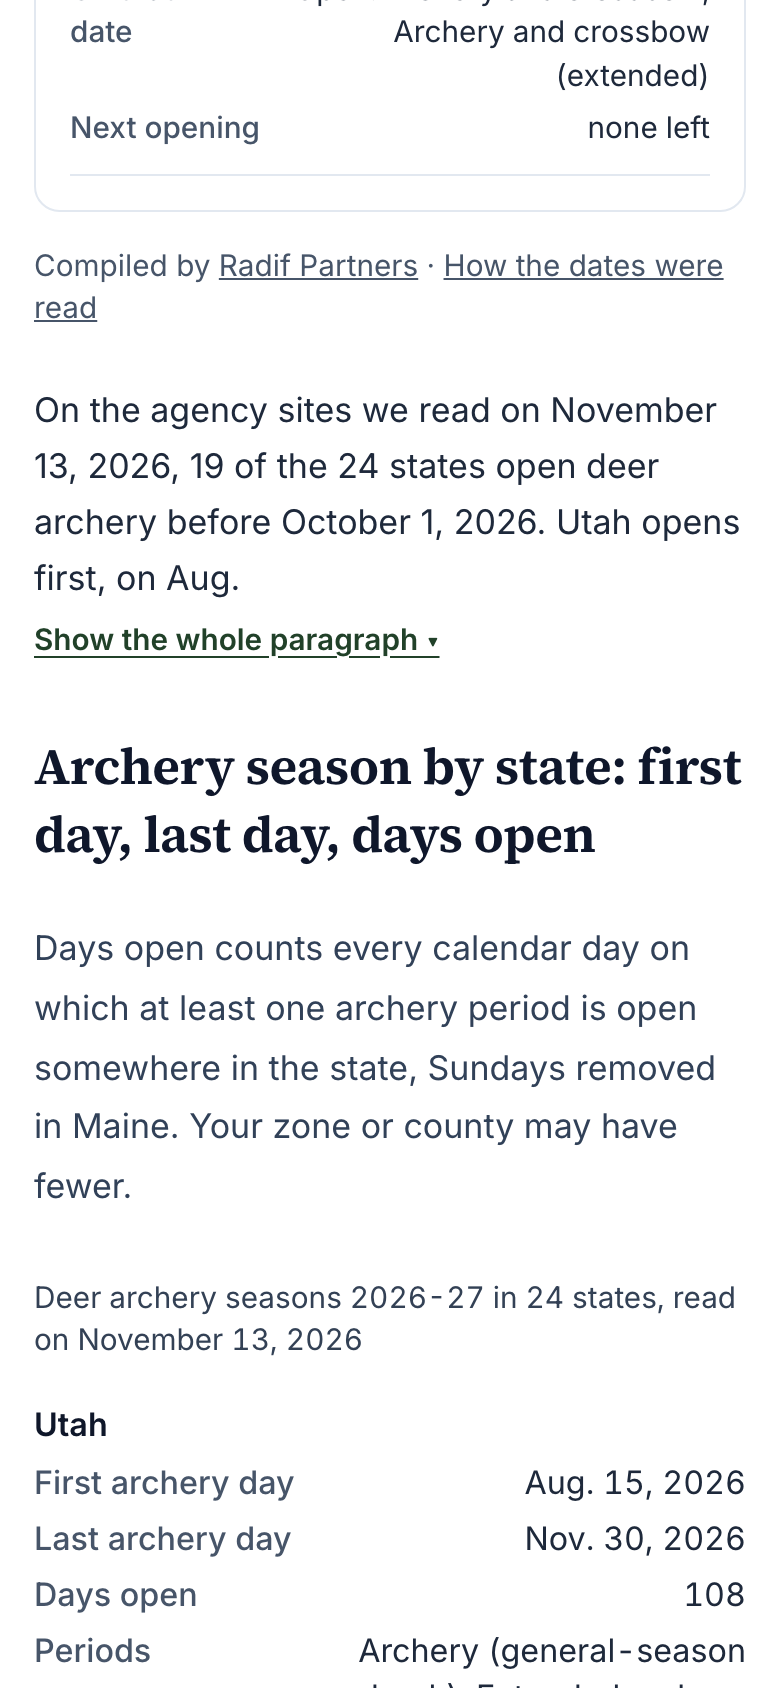 date Archery and crossbow
(extended)
Next opening none left
Compiled by Radif Partners · How the dates were
read
On the agency sites we read on November
13, 2026, 19 of the 24 states open deer
archery before October 1, 2026. Utah opens
first, on Aug.
Show the whole paragraph ▾
Archery season by state: first
day, last day, days open
Days open counts every calendar day on
which at least one archery period is open
somewhere in the state, Sundays removed
in Maine. Your zone or county may have
fewer.
Deer archery seasons 2026-27 in 24 states, read
on November 13, 2026
Utah
First archery day Aug. 15, 2026
Last archery day Nov. 30, 2026
Days open 108
Periods Archery (general-season